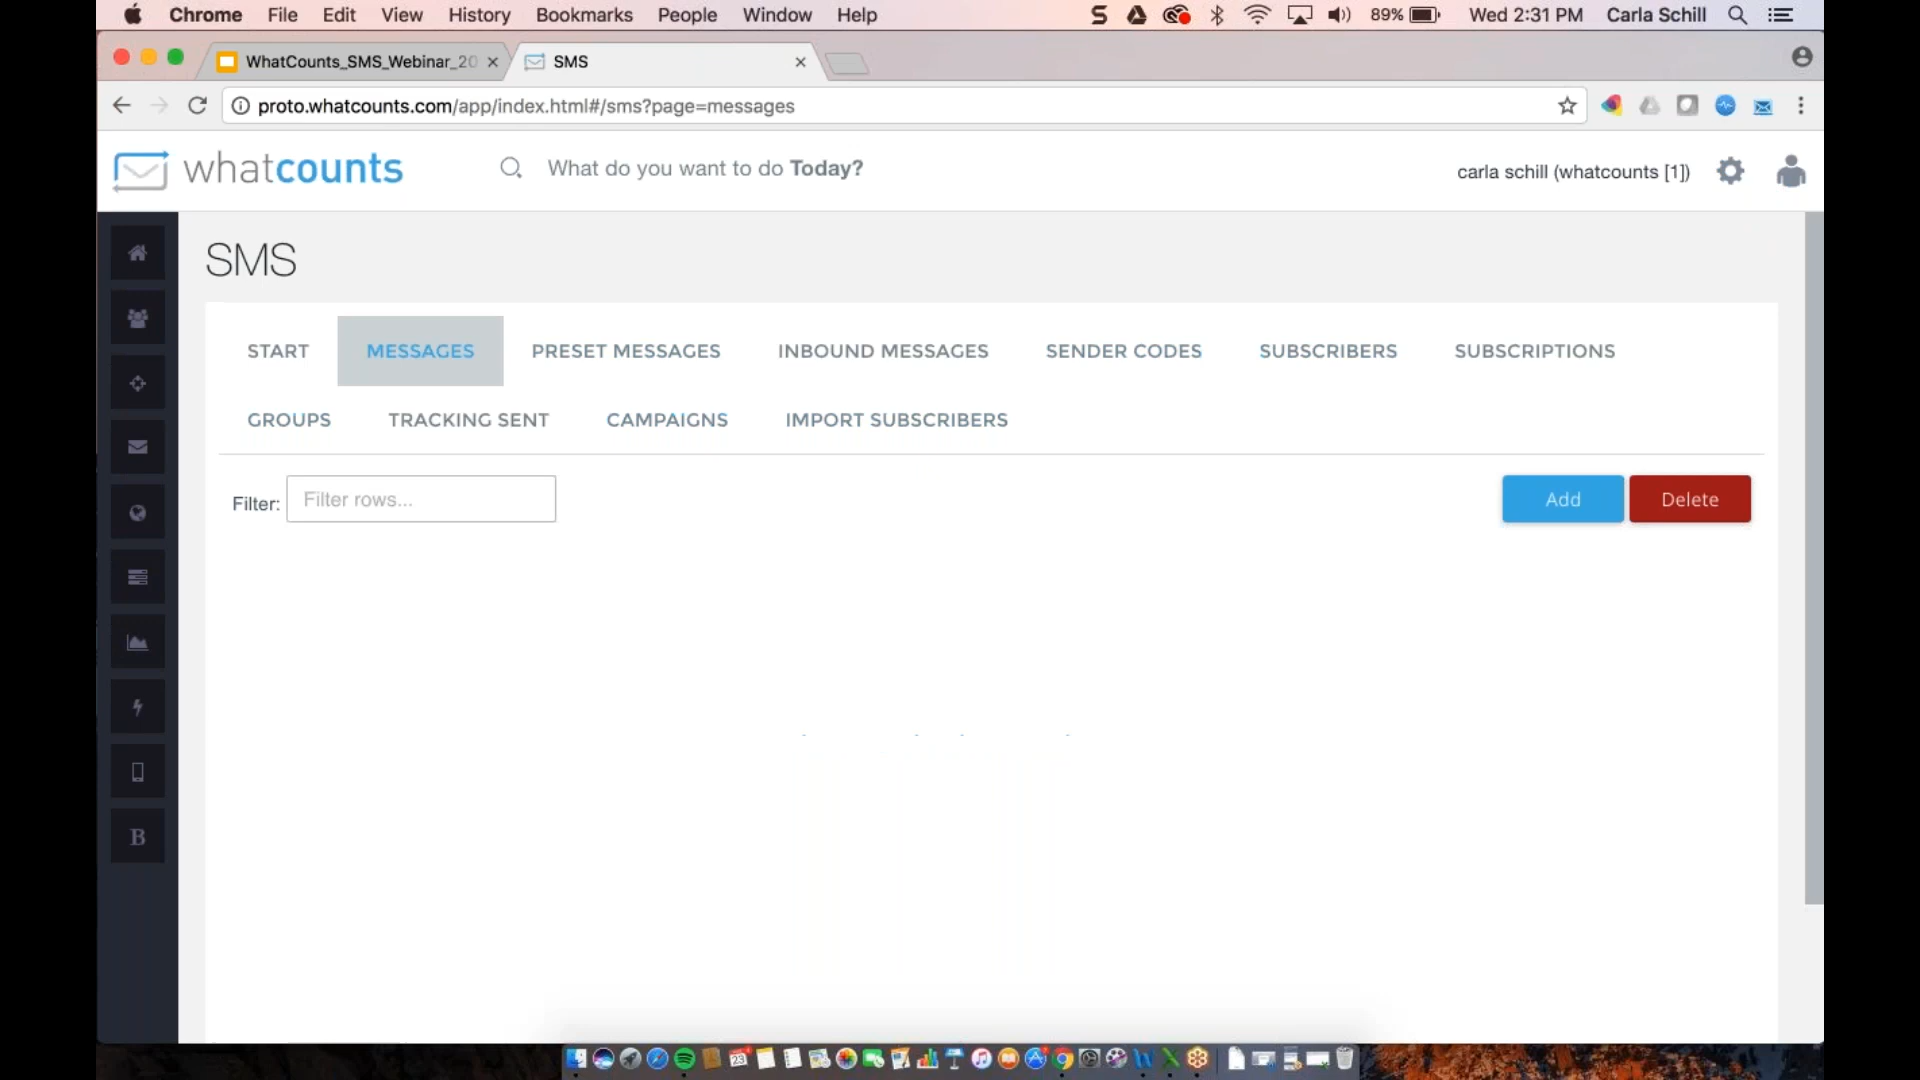 Chrome File Edit View History Bookmarks People Window Help 89% Wed 2:31 PM Carla Schill
WhatCounts_SMS_Webinar_20 SMS
proto.whatcounts.com/app/index.html#/sms?page=messages
whatcounts What do you want to do Today? carla schill (whatcounts [1])
SMS
START MESSAGES PRESET MESSAGES INBOUND MESSAGES SENDER CODES SUBSCRIBERS SUBSCRIPTIONS
GROUPS TRACKING SENT CAMPAIGNS IMPORT SUBSCRIBERS
Filter: Filter rows... Add Delete
B
23